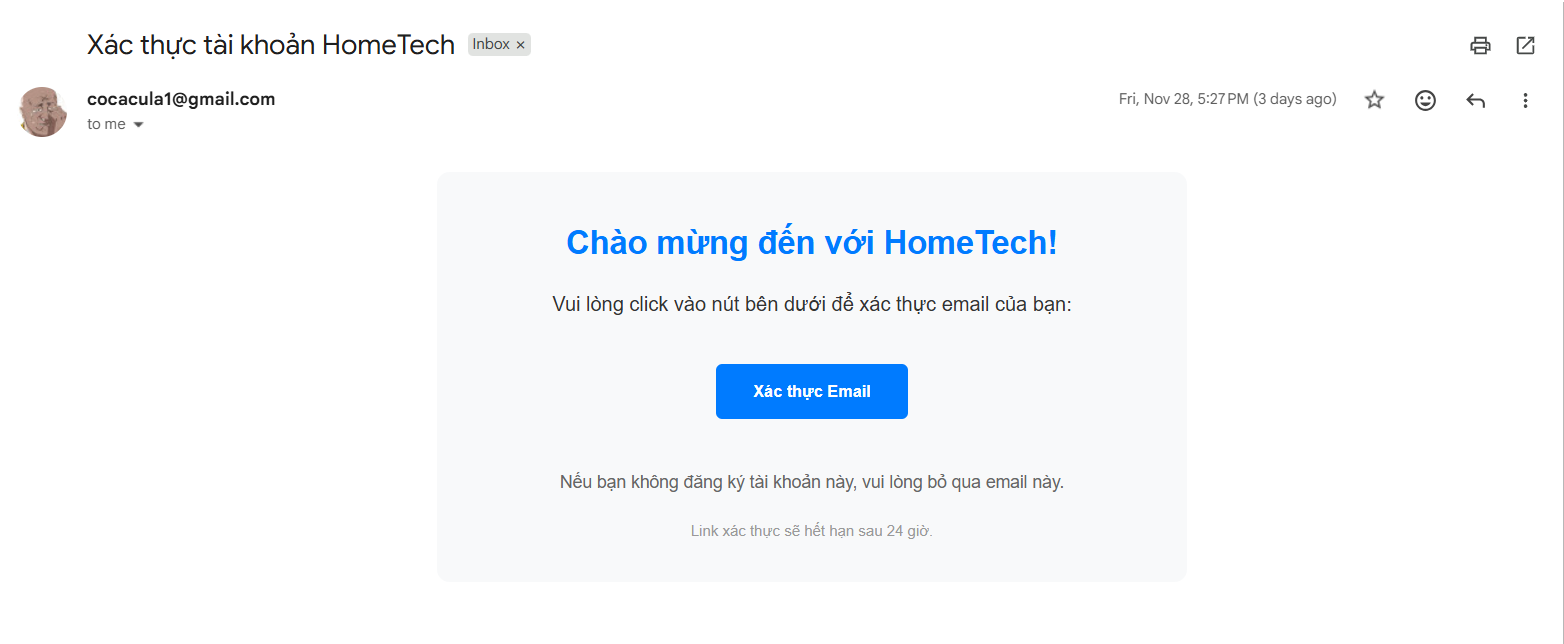 Xác thực tài khoản HomeTech Inbox ×
cocacula1@gmail.com Fri, Nov 28, 5:27 PM (3 days ago)
to me
Chào mừng đến với HomeTech!
Vui lòng click vào nút bên dưới để xác thực email của bạn:
Xác thực Email
Nếu bạn không đăng ký tài khoản này, vui lòng bỏ qua email này.
Link xác thực sẽ hết hạn sau 24 giờ.